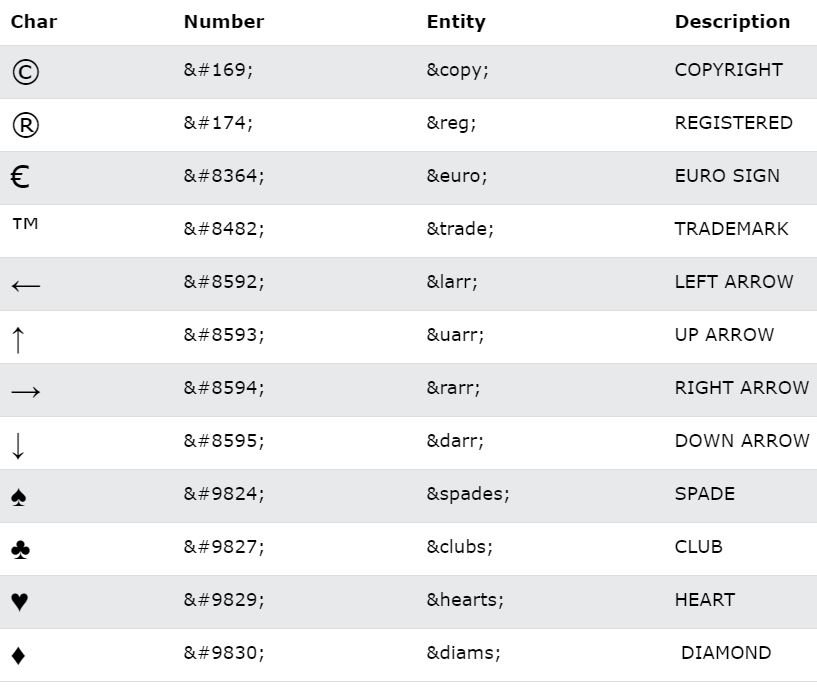 Char Number Entity Description
© &#169; &copy; COPYRIGHT
® &#174; &reg; REGISTERED
€ &#8364; &euro; EURO SIGN
™ &#8482; &trade; TRADEMARK
← &#8592; &larr; LEFT ARROW
↑ &#8593; &uarr; UP ARROW
→ &#8594; &rarr; RIGHT ARROW
↓ &#8595; &darr; DOWN ARROW
♠ &#9824; &spades; SPADE
♣ &#9827; &clubs; CLUB
♥ &#9829; &hearts; HEART
♦ &#9830; &diams; DIAMOND